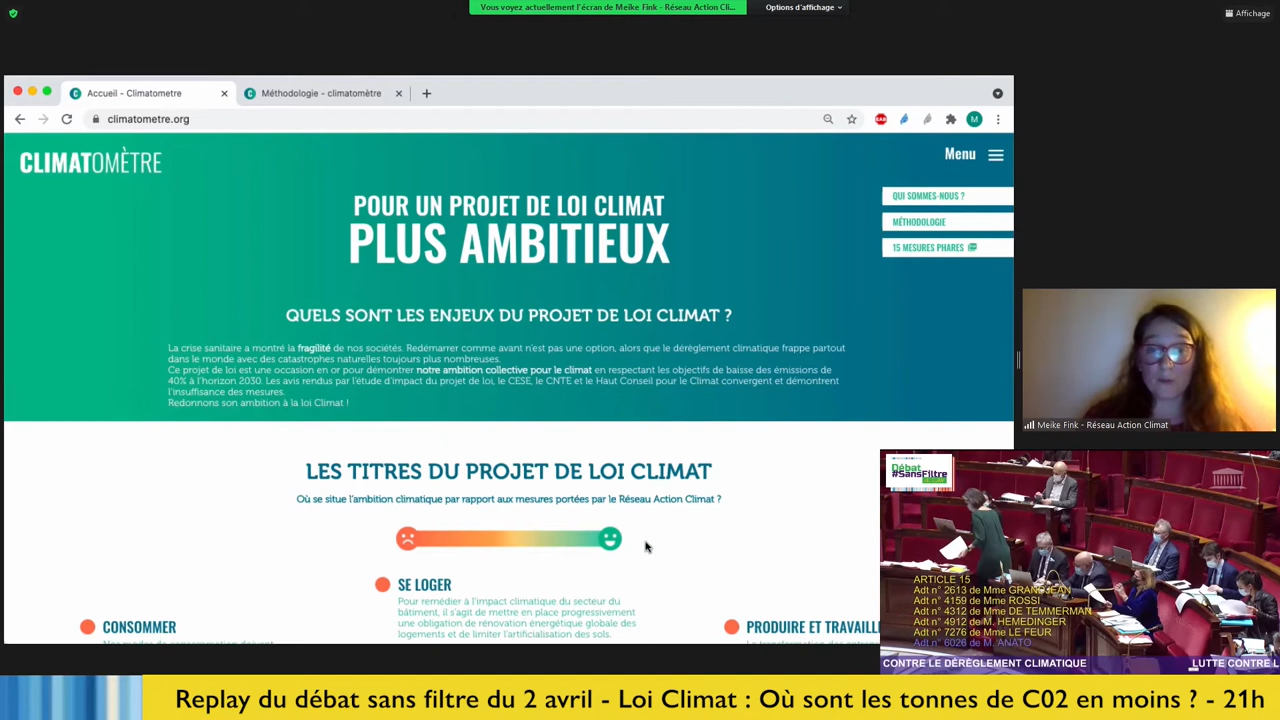 Vous voyez actuellement l'écran de Meike Fink - Réseau Action Cli...
Options d'affichage
Affichage
Accueil - Climatometre
Méthodologie - climatomètre
climatometre.org
M
CLIMATOMÈTRE
Menu
QUI SOMMES-NOUS ?
MÉTHODOLOGIE
15 MESURES PHARES
POUR UN PROJET DE LOI CLIMAT
PLUS AMBITIEUX
QUELS SONT LES ENJEUX DU PROJET DE LOI CLIMAT ?
La crise sanitaire a montré la fragilité de nos sociétés. Redémarrer comme avant n'est pas une option, alors que le dérèglement climatique frappe partout
dans le monde avec des catastrophes naturelles toujours plus nombreuses.
Ce projet de loi est une occasion en or pour démontrer notre ambition collective pour le climat en respectant les objectifs de baisse des émissions de
40% à l'horizon 2030. Les avis rendus par l'étude d'impact du projet de loi, le CESE, le CNTE et le Haut Conseil pour le Climat convergent et démontrent
l'insuffisance des mesures.
Redonnons son ambition à la loi Climat !
LES TITRES DU PROJET DE LOI CLIMAT
Où se situe l'ambition climatique par rapport aux mesures portées par le Réseau Action Climat ?
SE LOGER
Pour remédier à l'impact climatique du secteur du
bâtiment, il s'agit de mettre en place progressivement
une obligation de rénovation énergétique globale des
logements et de limiter l'artificialisation des sols.
CONSOMMER
Nos modes de consommation doivent
PRODUIRE ET TRAVAILLE
Meike Fink - Réseau Action Climat
Débat
#SansFiltre
ARTICLE 15
Adt n° 2613 de Mme GRANDJEAN
Adt n° 4159 de Mme ROSSI
Adt n° 4312 de Mme DE TEMMERMAN
Adt n° 4912 de M. HEMEDINGER
Adt n° 7276 de Mme LE FEUR
Adt n° 6026 de M. ANATO
CONTRE LE DÉRÈGLEMENT CLIMATIQUE
LUTTE CONTRE L
Replay du débat sans filtre du 2 avril - Loi Climat : Où sont les tonnes de C02 en moins ? - 21h